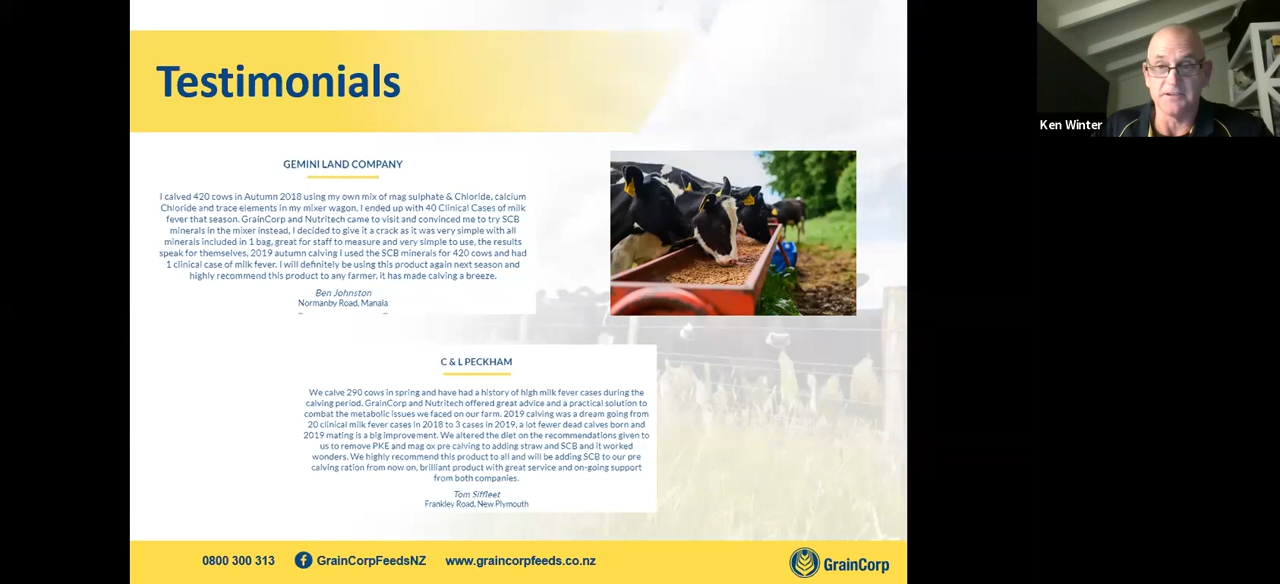 Testimonials
Ken Winter
GEMINI LAND COMPANY
I calved 420 cows in Autumn 2018 using my own mix of mag sulphate & Chloride, calcium
Chloride and trace elements in my mixer wagon. I ended up with 40 Clinical Cases of milk
fever that season. GrainCorp and Nutritech came to visit and convinced me to try SCB
minerals in the mixer instead, I decided to give it a crack as it was very simple with all
minerals included in 1 bag, great for staff to measure and very simple to use, the results
speak for themselves, 2019 autumn calving I used the SCB minerals for 420 cows and had
1 clinical case of milk fever. I will definitely be using this product again next season and
highly recommend this product to any farmer, it has made calving a breeze.
Ben Johnston
Normanby Road, Manaia
C & L PECKHAM
We calve 290 cows in spring and have had a history of high milk fever cases during the
calving period. GrainCorp and Nutritech offered great advice and a practical solution to
combat the metabolic issues we faced on our farm. 2019 calving was a dream going from
20 clinical milk fever cases in 2018 to 3 cases in 2019, a lot fewer dead calves born and
2019 mating is a big improvement. We altered the diet on the recommendations given to
us to remove PKE and mag ox pre calving to adding straw and SCB and it worked
wonders. We highly recommend this product to all and will be adding SCB to our pre
calving ration from now on, brilliant product with great service and on-going support
from both companies.
Tom Siffleet
Frankley Road, New Plymouth
0800 300 313 GrainCorpFeedsNZ www.graincorpfeeds.co.nz
GrainCorp